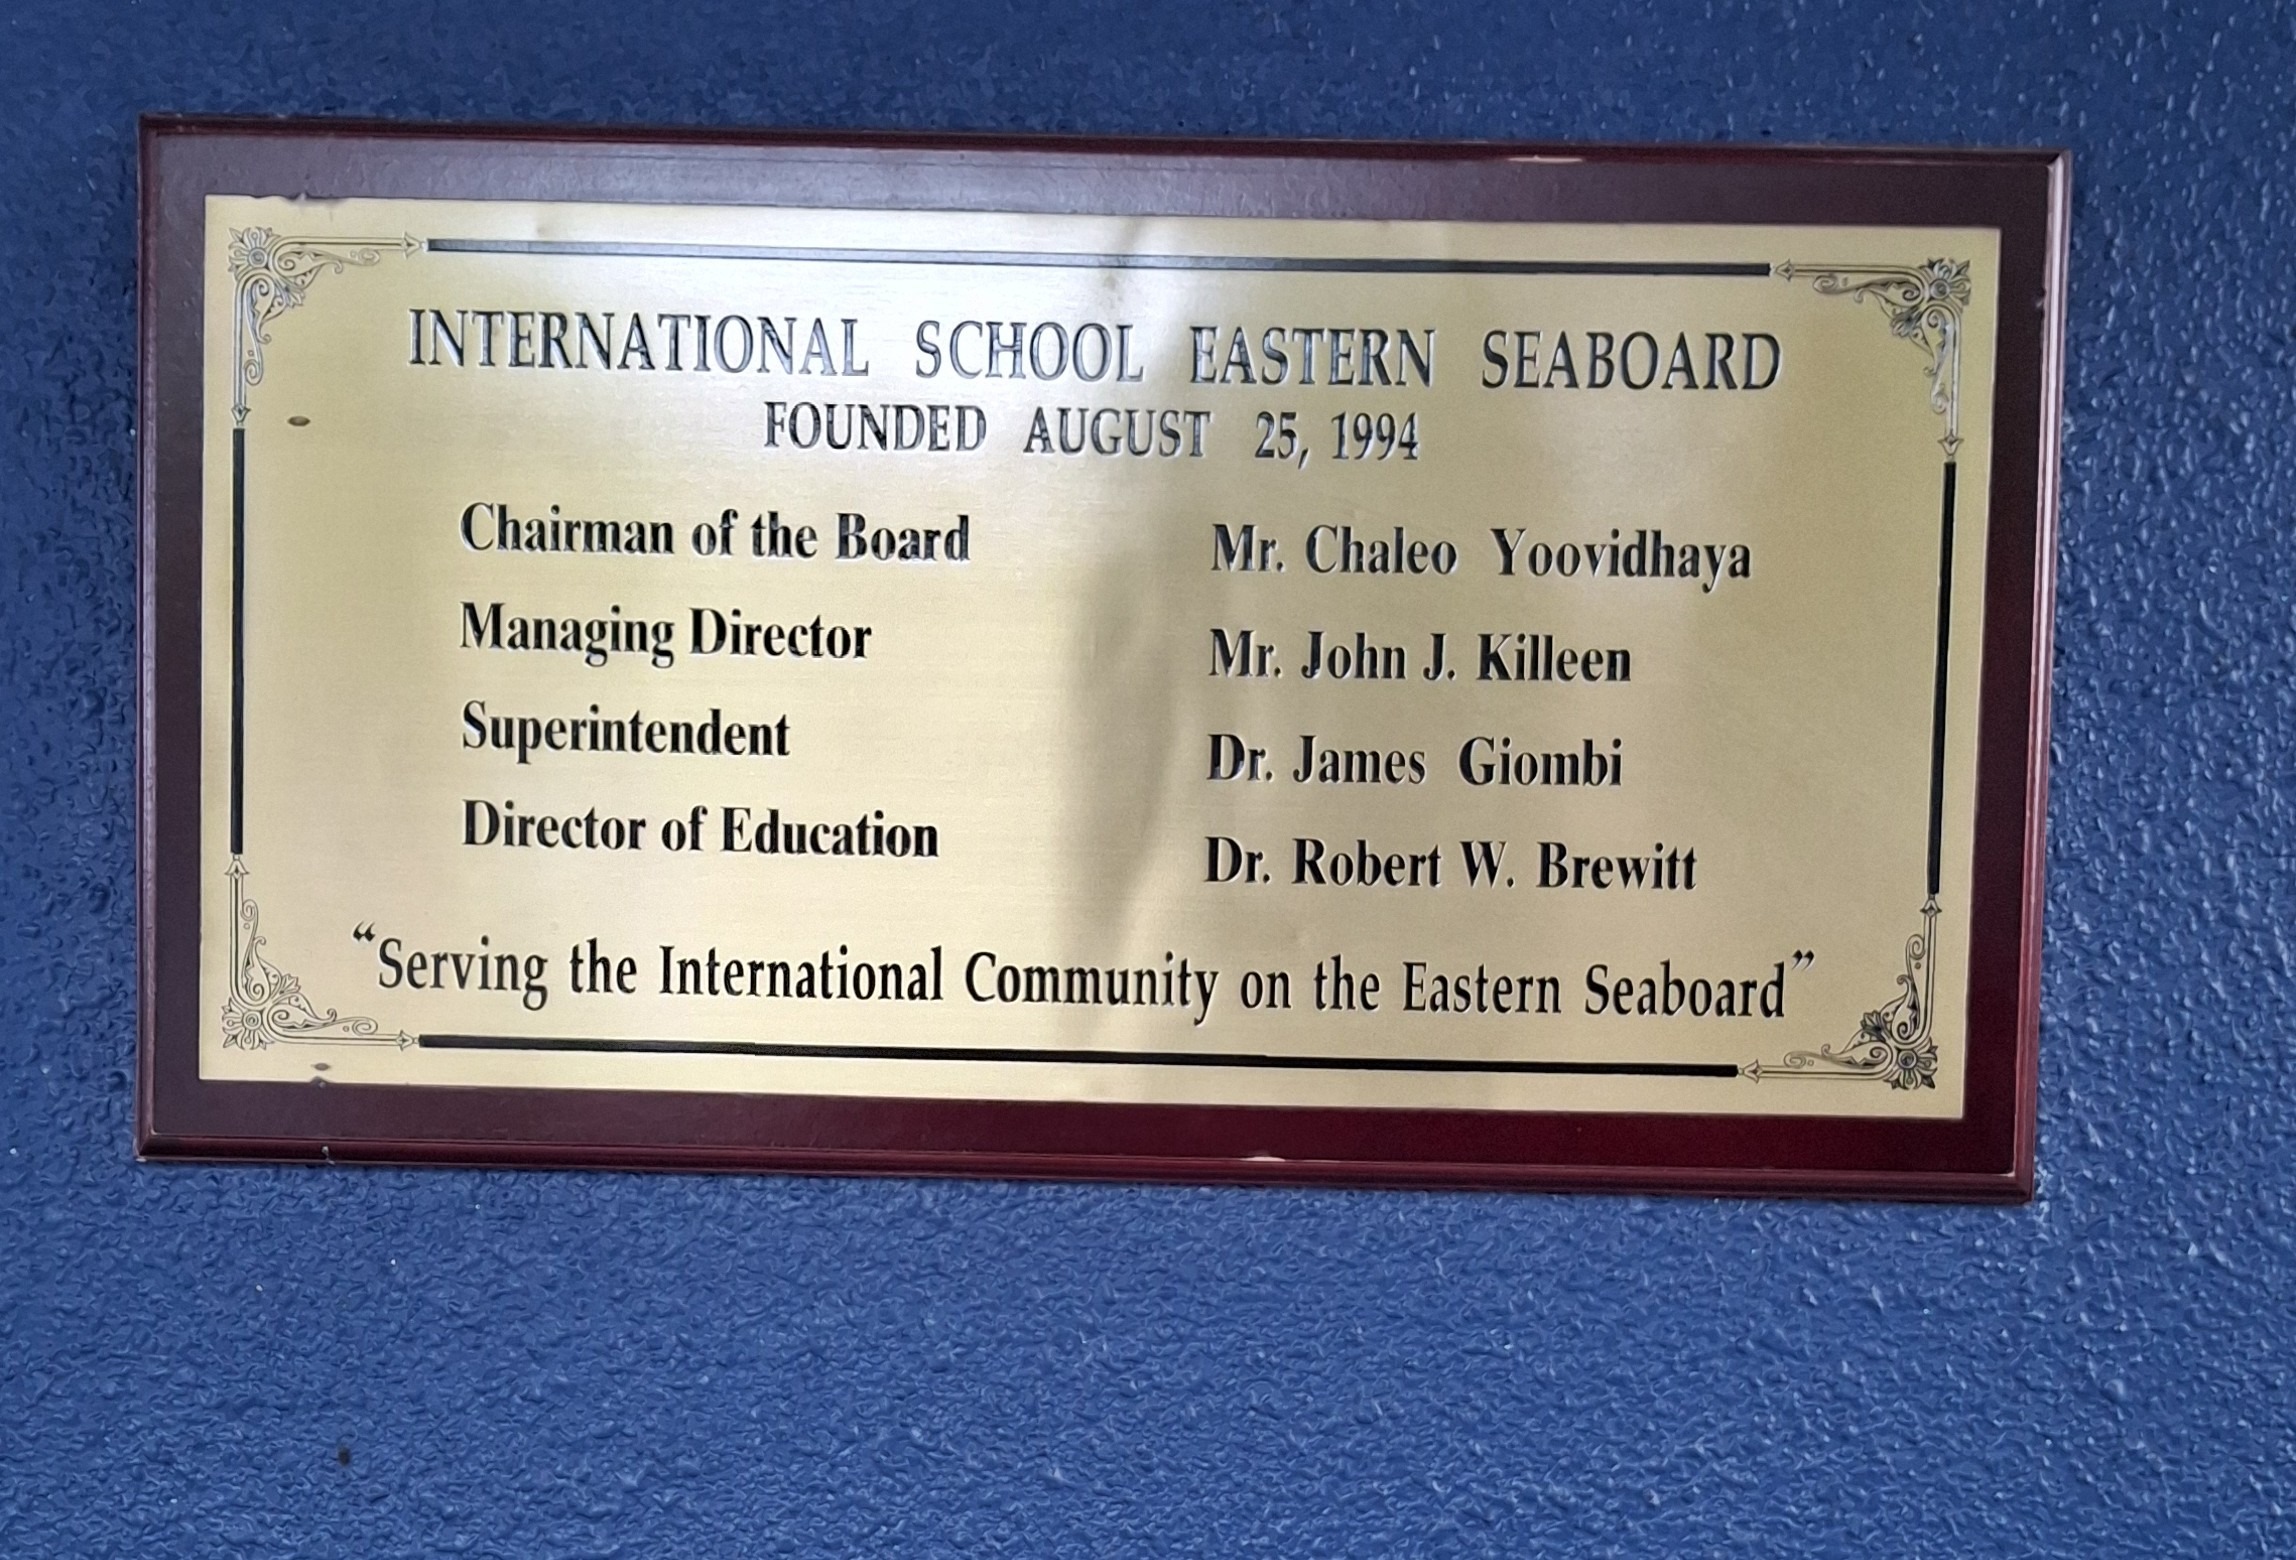 INTERNATIONAL SCHOOL EASTERN SEABOARD
FOUNDED AUGUST 25, 1994
Chairman of the Board Mr. Chaleo Yoovidhaya
Managing Director Mr. John J. Killeen
Superintendent Dr. James Giombi
Director of Education Dr. Robert W. Brewitt
“Serving the International Community on the Eastern Seaboard”